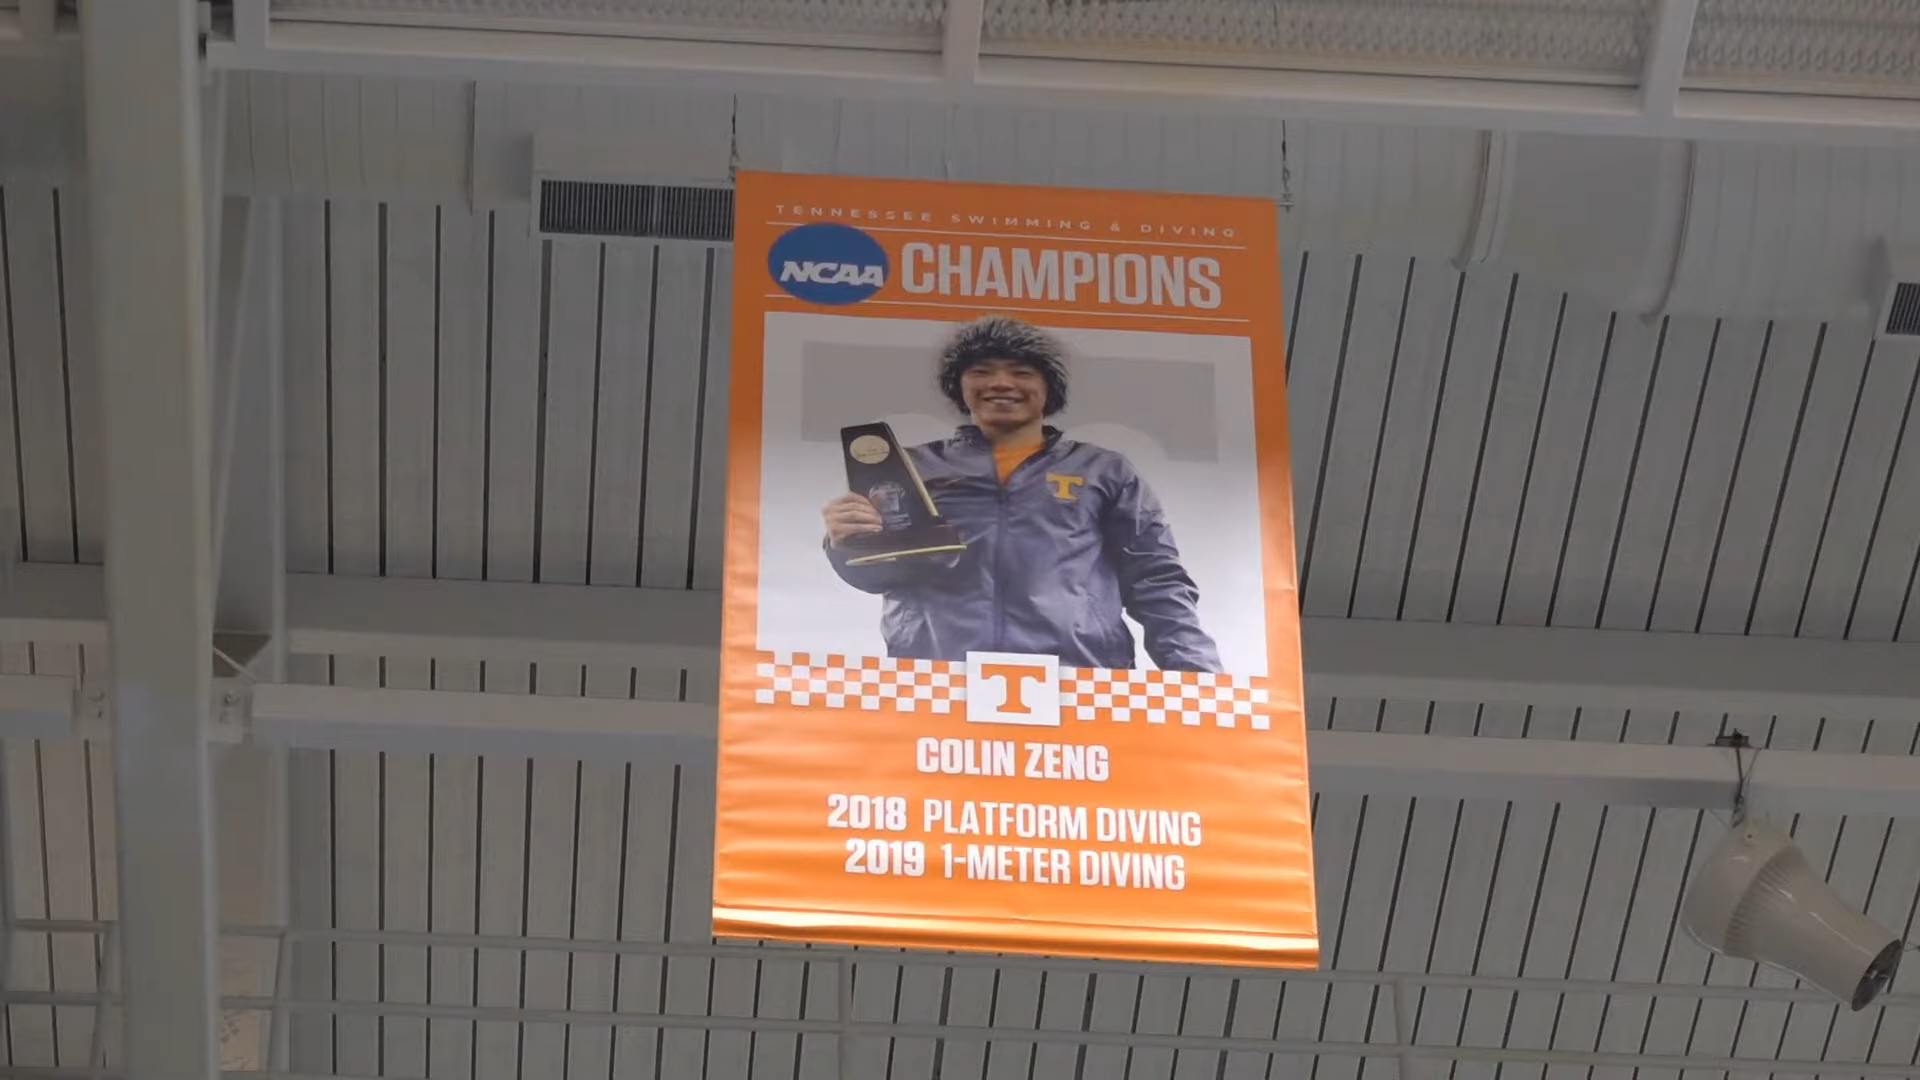 TENNESSEE SWIMMING & DIVING
NCAA CHAMPIONS
T
T
COLIN ZENG
2018 PLATFORM DIVING
2019 1-METER DIVING